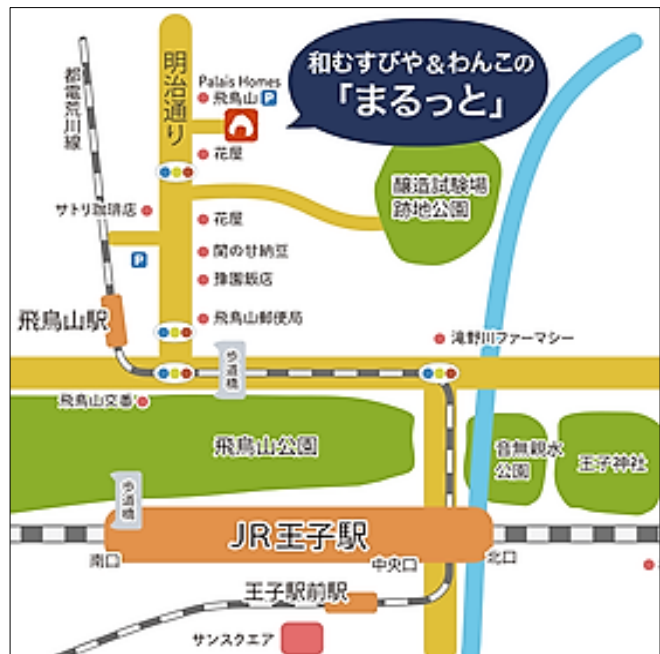 明治通り
都電荒川線
Palais Homes
飛鳥山
P
和むすびや&わんこの
「まるっと」
花屋
醸造試験場
跡地公園
サトリ珈琲店
花屋
関の甘納豆
P
豫園飯店
飛鳥山駅
飛鳥山郵便局
滝野川ファーマシー
歩道橋
飛鳥山交番
飛鳥山公園
音無親水
公園
王子神社
歩道橋
JR王子駅
南口
中央口
北口
王子駅前駅
サンスクエア